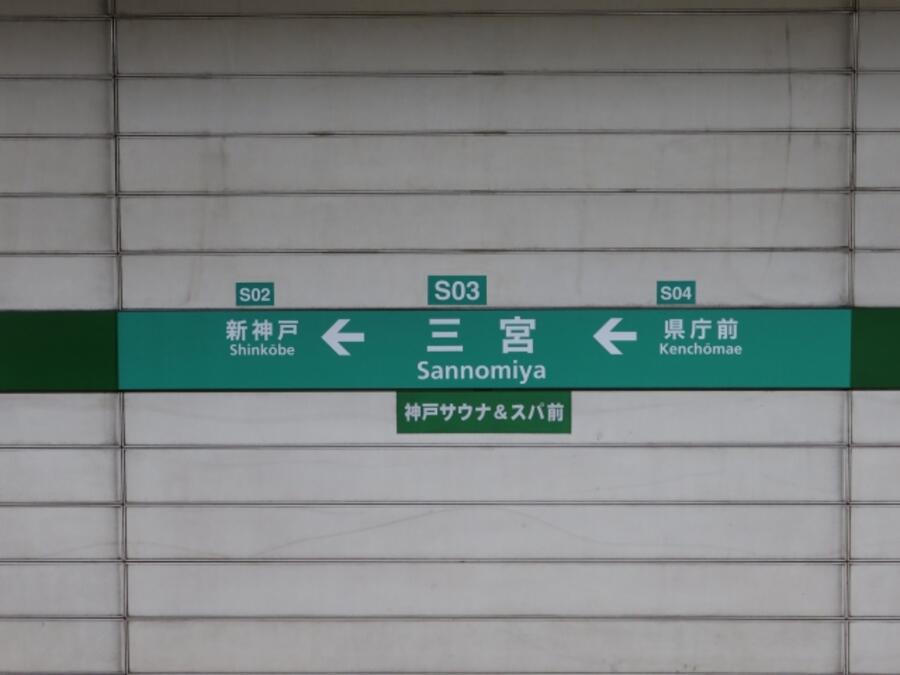 S02
S03
S04
新神戸
Shinkōbe
三宮
Sannomiya
県庁前
Kenchōmae
神戸サウナ&スパ前